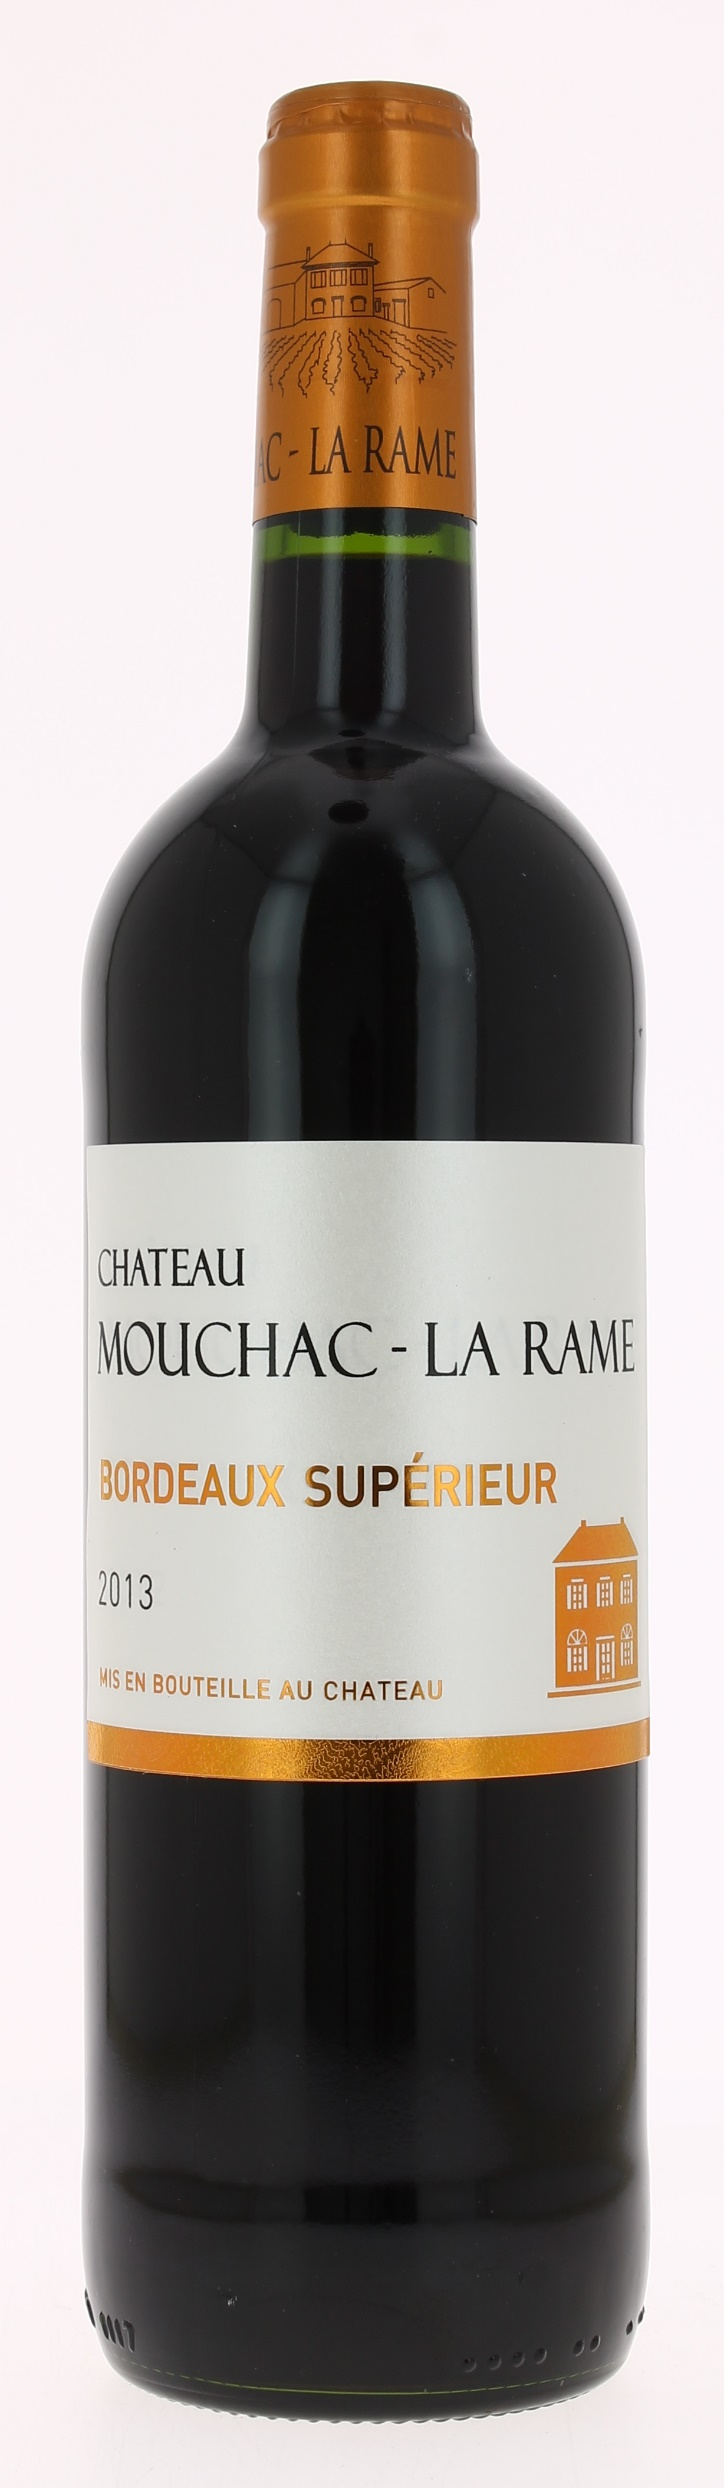 AC - LA RAME
CHATEAU
MOUCHAC - LA RAME
BORDEAUX SUPÉRIEUR
2013
MIS EN BOUTEILLE AU CHATEAU